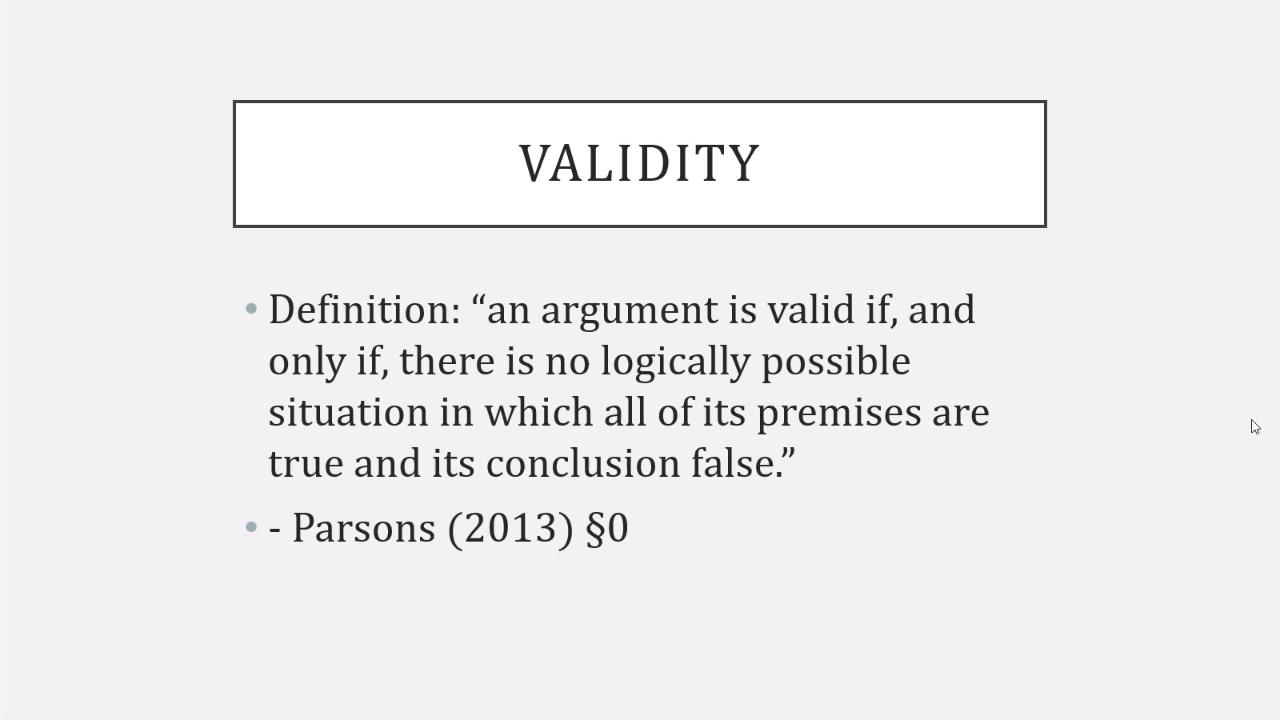 VALIDITY
• Definition: “an argument is valid if, and
only if, there is no logically possible
situation in which all of its premises are
true and its conclusion false.”
• - Parsons (2013) §0